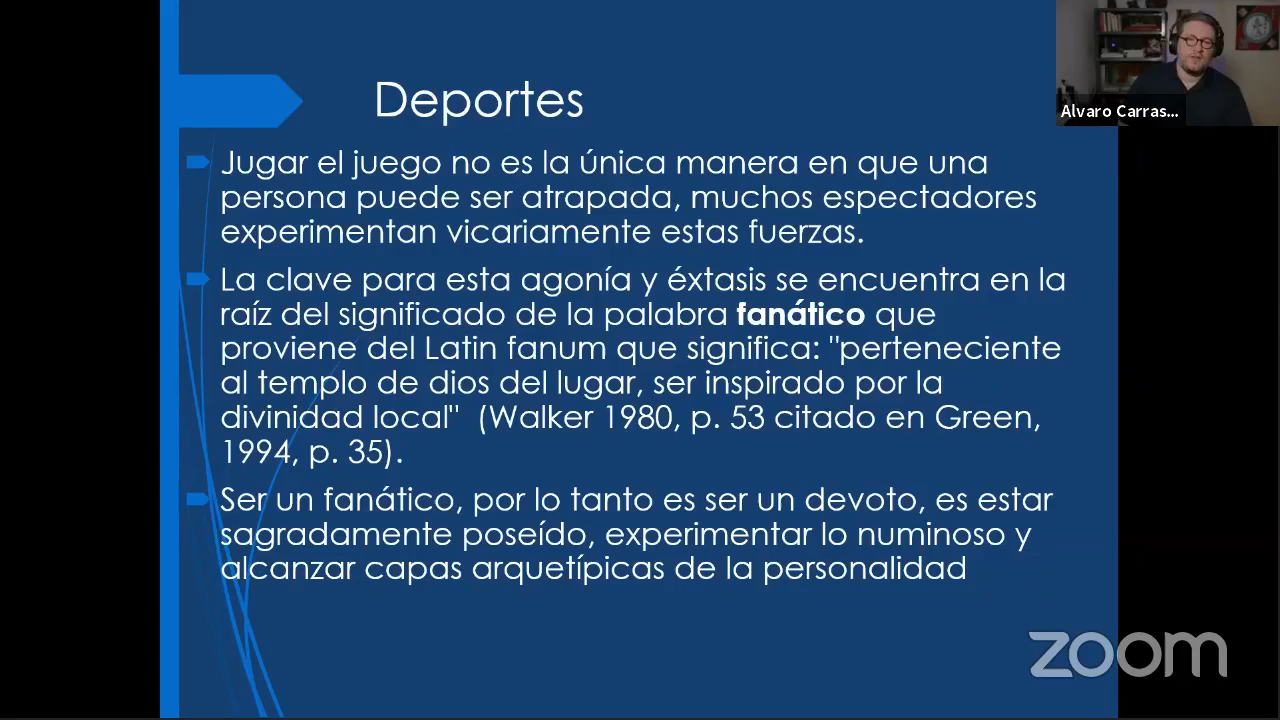 Deportes
Jugar el juego no es la única manera en que una
persona puede ser atrapada, muchos espectadores
experimentan vicariamente estas fuerzas.
La clave para esta agonía y éxtasis se encuentra en la
raíz del significado de la palabra fanático que
proviene del Latin fanum que significa: "perteneciente
al templo de dios del lugar, ser inspirado por la
divinidad local"  (Walker 1980, p. 53 citado en Green,
1994, p. 35).
Ser un fanático, por lo tanto es ser un devoto, es estar
sagradamente poseído, experimentar lo numinoso y
alcanzar capas arquetípicas de la personalidad
Alvaro Carras...
zoom